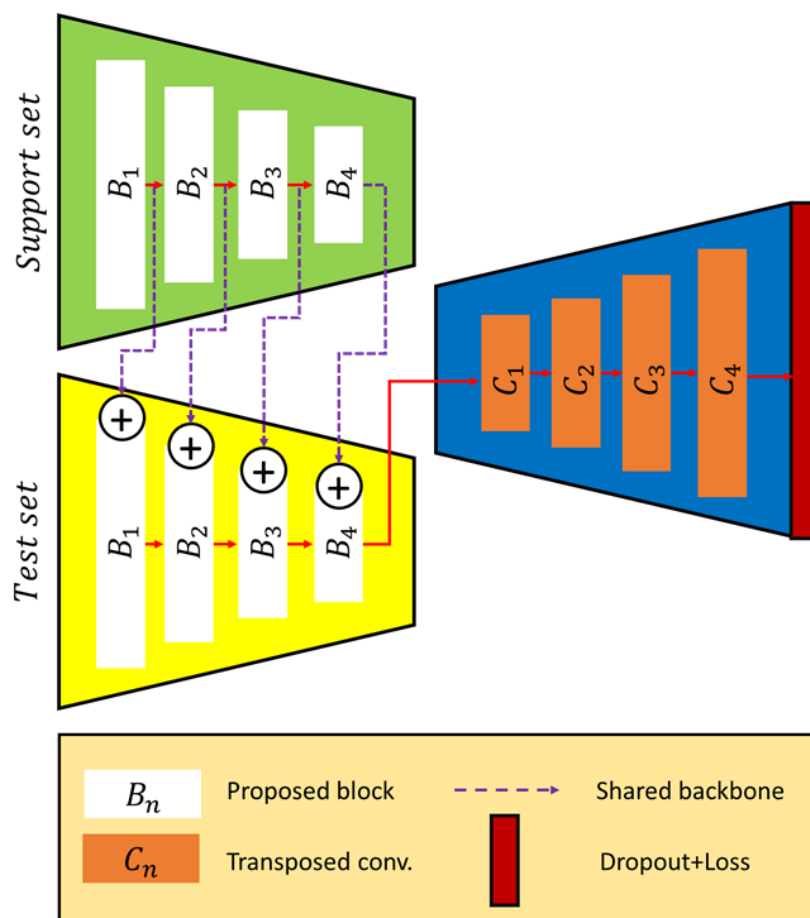 Support set
B₁
B₂
B₃
B₄
Test set
+
+
+
+
B₁
B₂
B₃
B₄
C₁
C₂
C₃
C₄
Bₙ Proposed block
Shared backbone
Cₙ Transposed conv.
Dropout+Loss